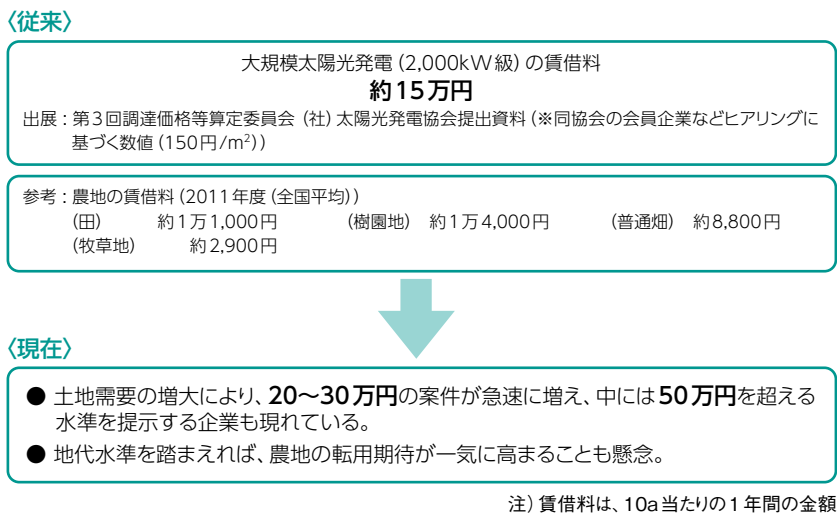 〈従来〉
大規模太陽光発電（2,000kW級）の賃借料
約15万円
出展：第3回調達価格等算定委員会（社）太陽光発電協会提出資料（※同協会の会員企業などヒアリングに
基づく数値（150円/m²））
参考：農地の賃借料（2011年度（全国平均））
（田） 約1万1,000円 （樹園地） 約1万4,000円 （普通畑） 約8,800円
（牧草地） 約2,900円
〈現在〉
● 土地需要の増大により、20〜30万円の案件が急速に増え、中には50万円を超える
水準を提示する企業も現れている。
● 地代水準を踏まえれば、農地の転用期待が一気に高まることも懸念。
注）賃借料は、10a当たりの1年間の金額